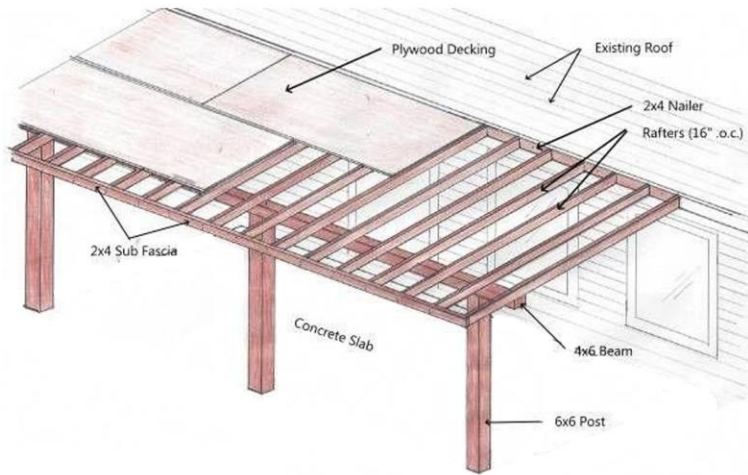 Plywood Decking
Existing Roof
2x4 Nailer
Rafters (16" .o.c.)
2x4 Sub Fascia
Concrete Slab
4x6 Beam
6x6 Post